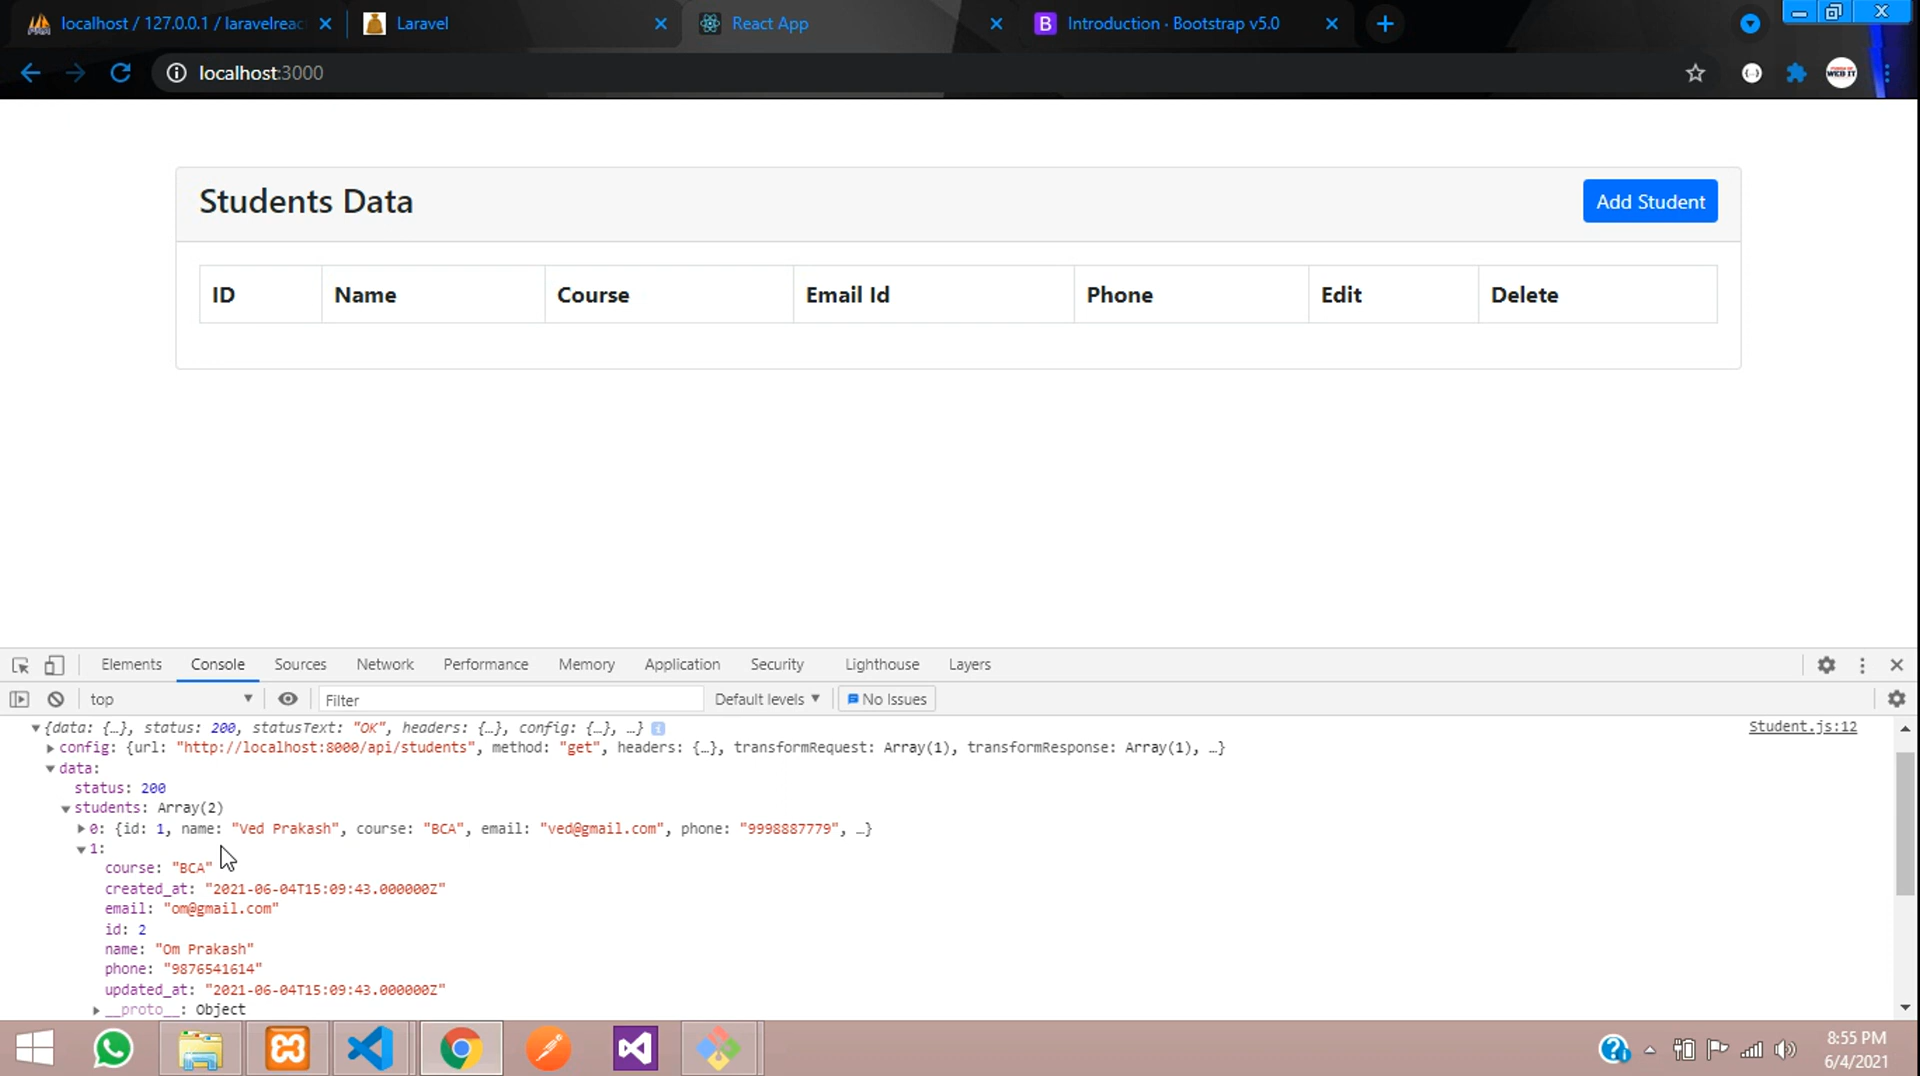 localhost / 127.0.0.1 / laravelreac
Laravel
React App
B Introduction · Bootstrap v5.0
localhost:3000
WEB IT
Students Data
Add Student
ID Name Course Email Id Phone Edit Delete
Elements Console Sources Network Performance Memory Application Security Lighthouse Layers
top Filter Default levels No Issues
{data: {…}, status: 200, statusText: "OK", headers: {…}, config: {…}, …} i Student.js:12
config: {url: "http://localhost:8000/api/students", method: "get", headers: {…}, transformRequest: Array(1), transformResponse: Array(1), …}
data:
status: 200
students: Array(2)
0: {id: 1, name: "Ved Prakash", course: "BCA", email: "ved@gmail.com", phone: "9998887779", …}
1:
course: "BCA"
created_at: "2021-06-04T15:09:43.000000Z"
email: "om@gmail.com"
id: 2
name: "Om Prakash"
phone: "9876541614"
updated_at: "2021-06-04T15:09:43.000000Z"
__proto__: Object
8:55 PM
6/4/2021